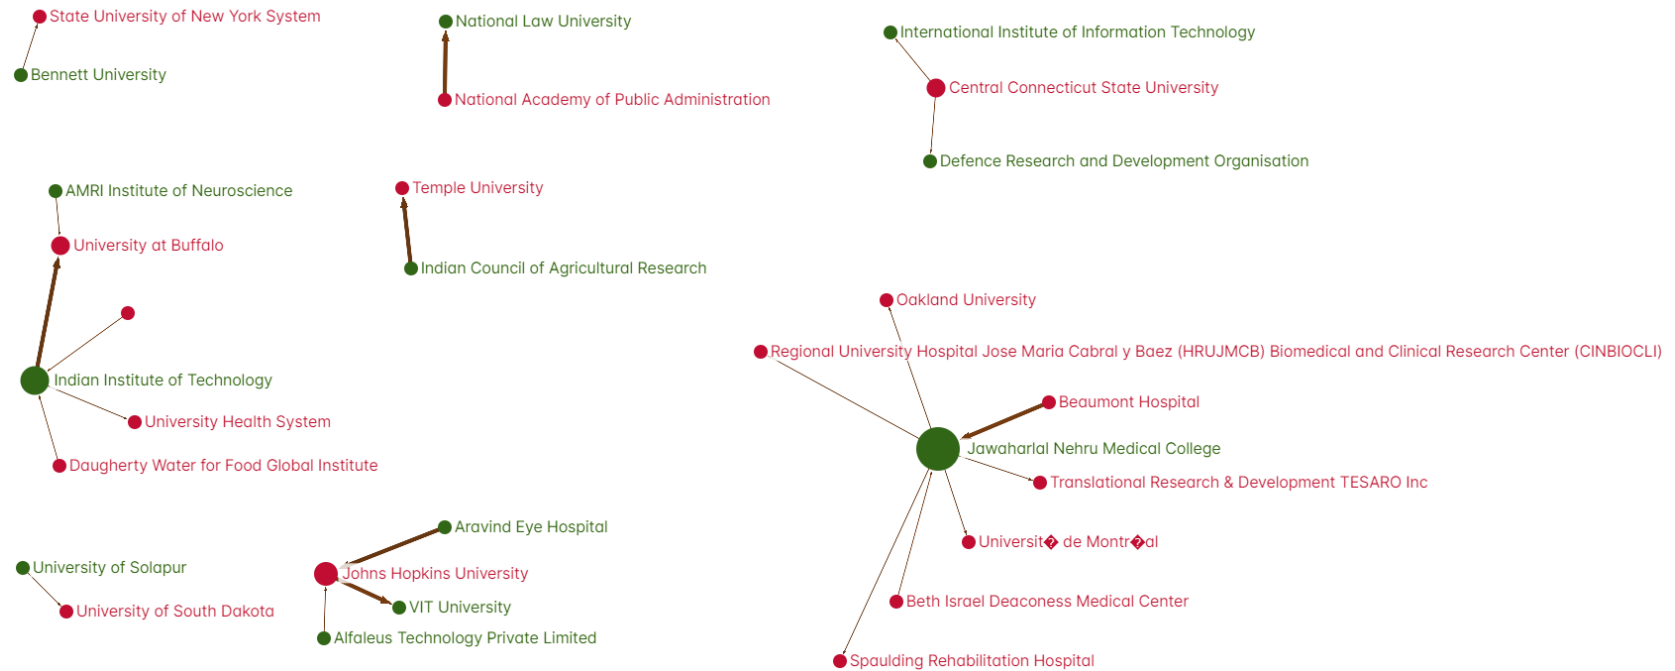 State University of New York System
Bennett University
National Law University
National Academy of Public Administration
International Institute of Information Technology
Central Connecticut State University
Defence Research and Development Organisation
AMRI Institute of Neuroscience
University at Buffalo
Temple University
Indian Council of Agricultural Research
Indian Institute of Technology
University Health System
Daugherty Water for Food Global Institute
Oakland University
Regional University Hospital Jose Maria Cabral y Baez (HRUJMCB) Biomedical and Clinical Research Center (CINBIOCLI)
Beaumont Hospital
Jawaharlal Nehru Medical College
Translational Research & Development TESARO Inc
Universit� de Montr�al
Beth Israel Deaconess Medical Center
Spaulding Rehabilitation Hospital
University of Solapur
University of South Dakota
Aravind Eye Hospital
Johns Hopkins University
VIT University
Alfaleus Technology Private Limited